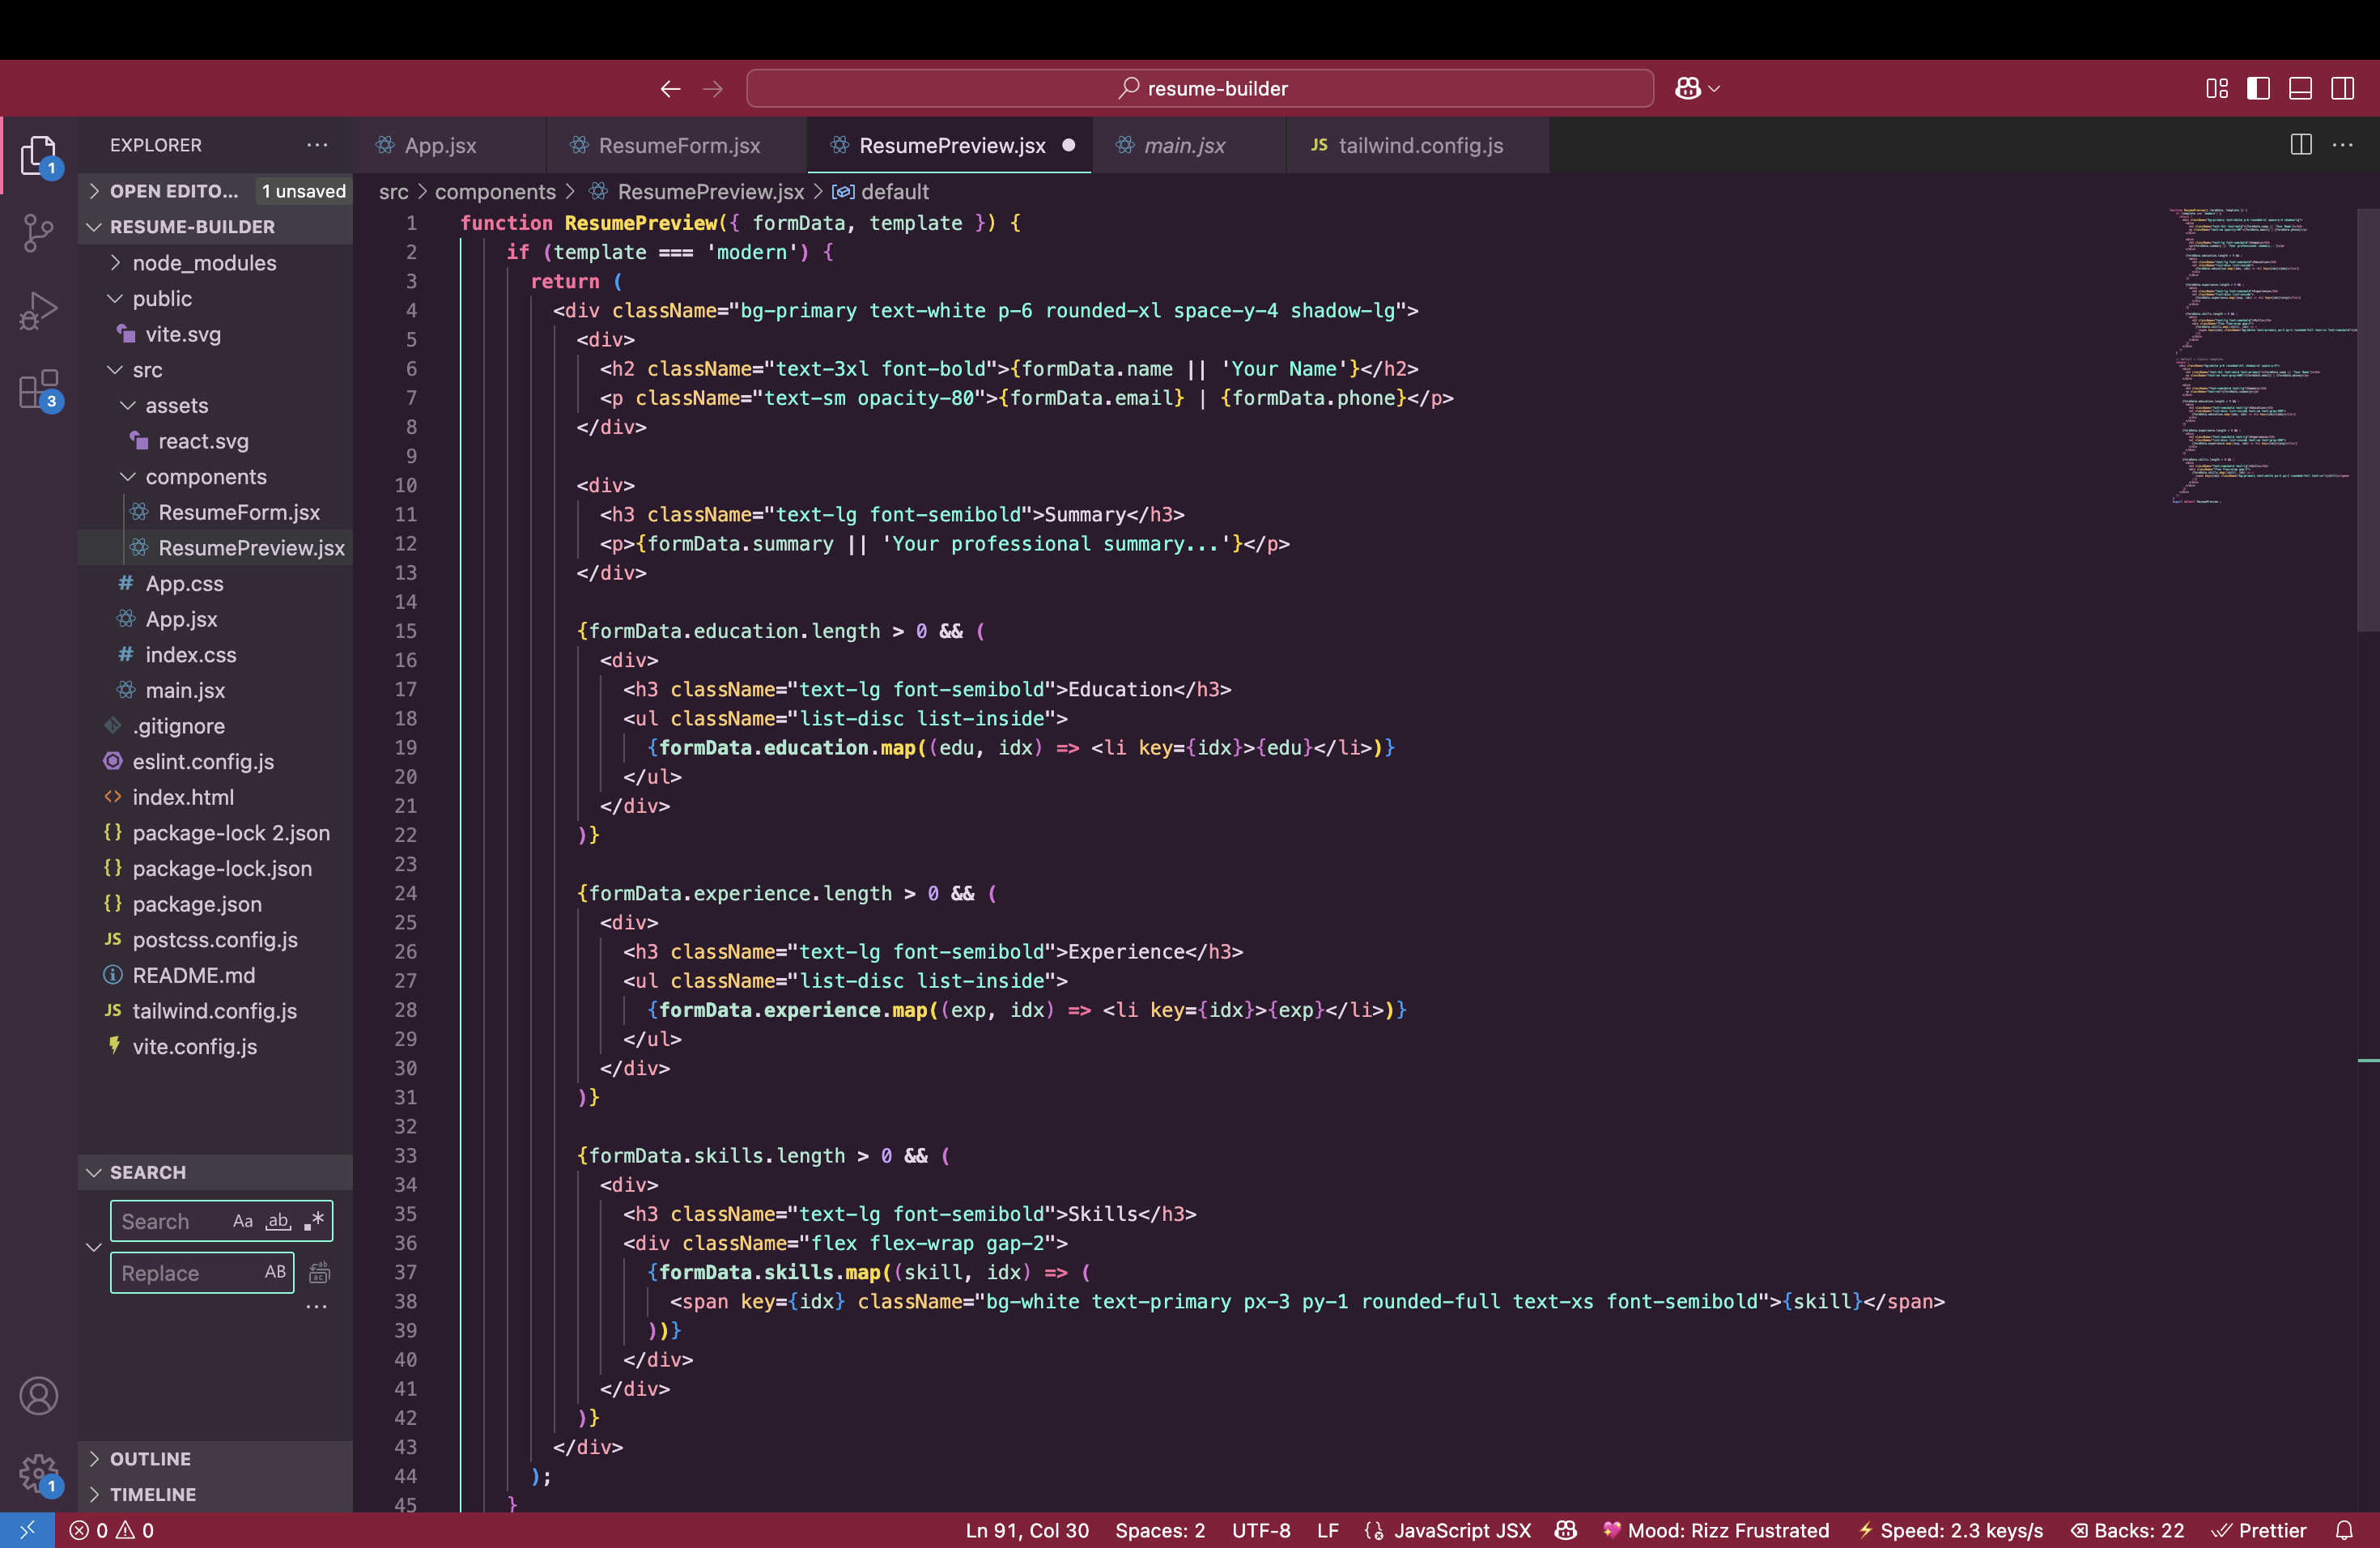 resume-builder
EXPLORER
1
OPEN EDITO...
1 unsaved
RESUME-BUILDER
node_modules
public
vite.svg
src
assets
react.svg
components
ResumeForm.jsx
ResumePreview.jsx
App.css
App.jsx
index.css
main.jsx
.gitignore
eslint.config.js
index.html
package-lock 2.json
package-lock.json
package.json
postcss.config.js
README.md
tailwind.config.js
vite.config.js
3
SEARCH
Search
Aa
ab
Replace
AB
OUTLINE
TIMELINE
1
App.jsx
ResumeForm.jsx
ResumePreview.jsx
main.jsx
JS tailwind.config.js
src > components > ResumePreview.jsx > default
1 function ResumePreview({ formData, template }) {
2 if (template === 'modern') {
3 return (
4 <div className="bg-primary text-white p-6 rounded-xl space-y-4 shadow-lg">
5 <div>
6 <h2 className="text-3xl font-bold">{formData.name || 'Your Name'}</h2>
7 <p className="text-sm opacity-80">{formData.email} | {formData.phone}</p>
8 </div>
9
10 <div>
11 <h3 className="text-lg font-semibold">Summary</h3>
12 <p>{formData.summary || 'Your professional summary...'}</p>
13 </div>
14
15 {formData.education.length > 0 && (
16 <div>
17 <h3 className="text-lg font-semibold">Education</h3>
18 <ul className="list-disc list-inside">
19 {formData.education.map((edu, idx) => <li key={idx}>{edu}</li>)}
20 </ul>
21 </div>
22 )}
23
24 {formData.experience.length > 0 && (
25 <div>
26 <h3 className="text-lg font-semibold">Experience</h3>
27 <ul className="list-disc list-inside">
28 {formData.experience.map((exp, idx) => <li key={idx}>{exp}</li>)}
29 </ul>
30 </div>
31 )}
32
33 {formData.skills.length > 0 && (
34 <div>
35 <h3 className="text-lg font-semibold">Skills</h3>
36 <div className="flex flex-wrap gap-2">
37 {formData.skills.map((skill, idx) => (
38 <span key={idx} className="bg-white text-primary px-3 py-1 rounded-full text-xs font-semibold">{skill}</span>
39 ))}
40 </div>
41 </div>
42 )}
43 </div>
44 );
45 }
0 0
Ln 91, Col 30
Spaces: 2
UTF-8
LF
JavaScript JSX
💖 Mood: Rizz Frustrated
⚡ Speed: 2.3 keys/s
Backs: 22
Prettier